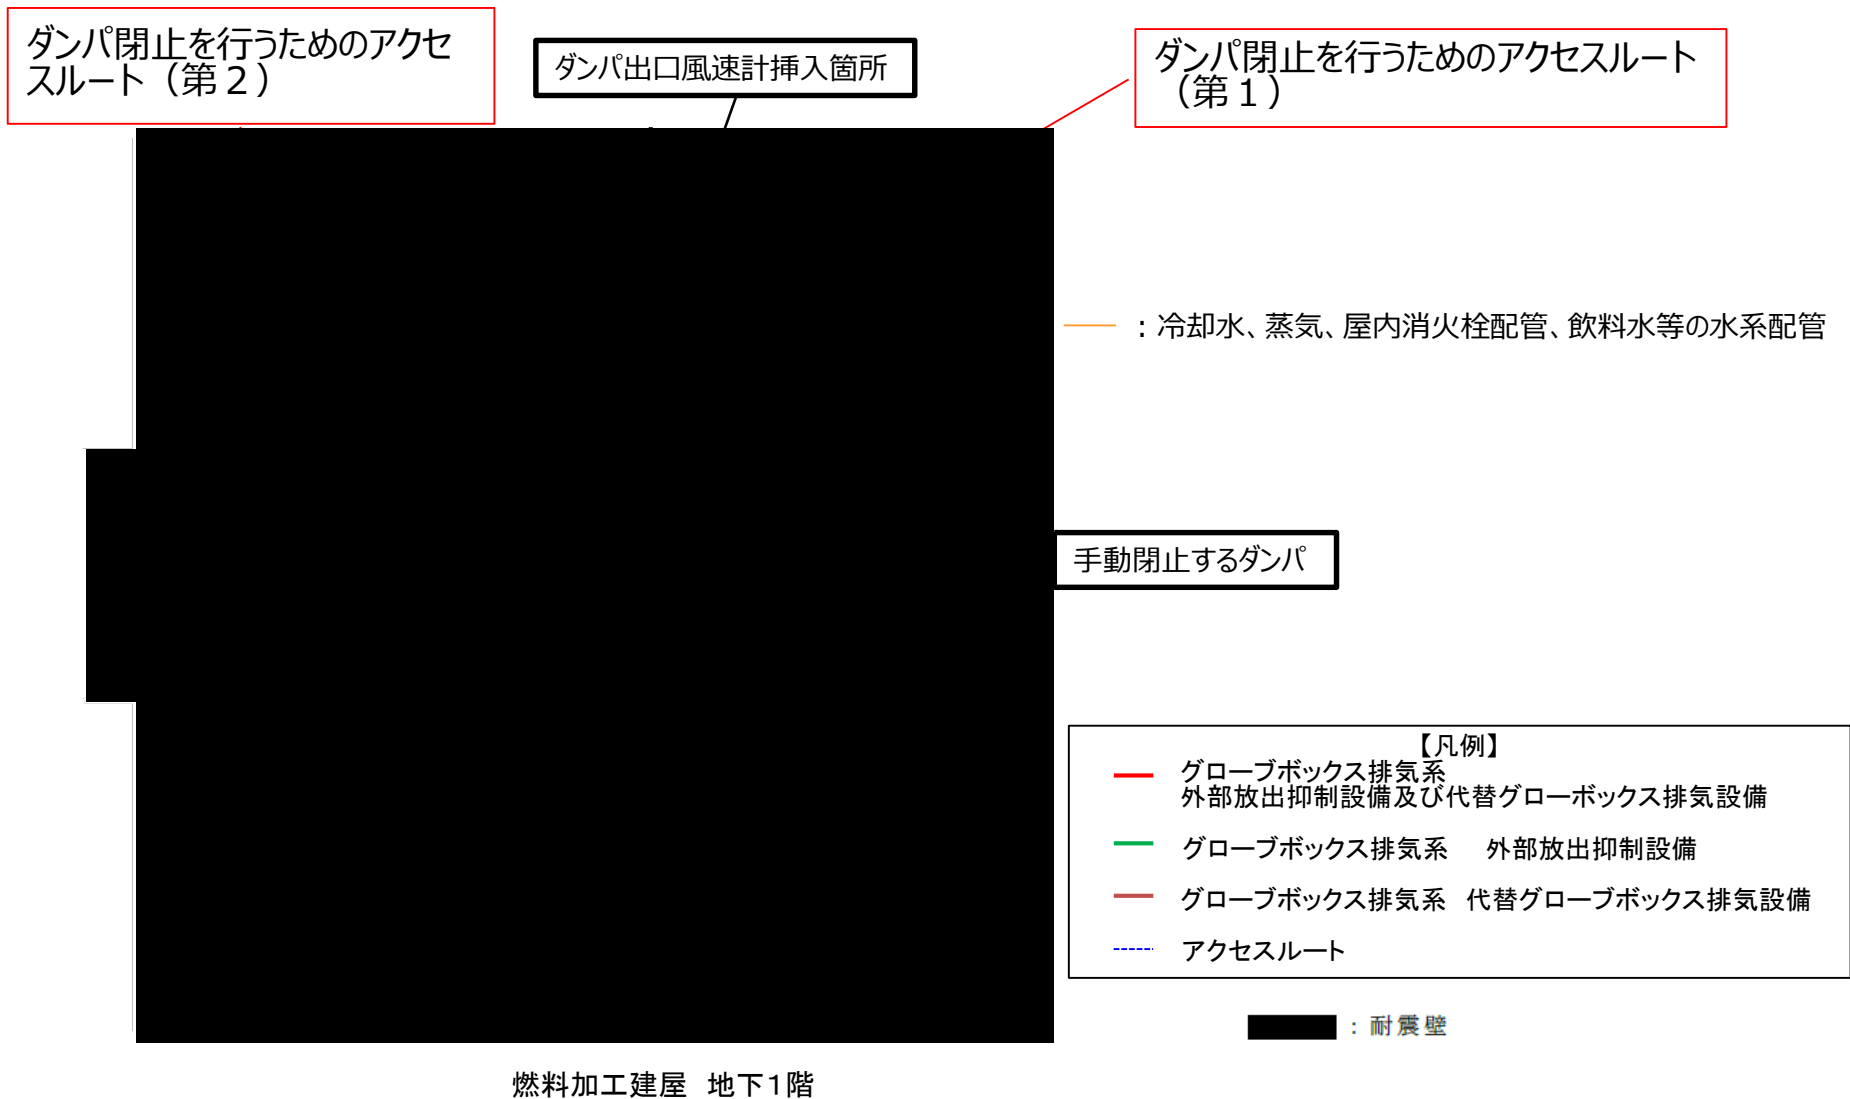 ダンパ閉止を行うためのアクセ
スルート（第２）
ダンパ出口風速計挿入箇所
ダンパ閉止を行うためのアクセスルート
（第１）
：冷却水、蒸気、屋内消火栓配管、飲料水等の水系配管
手動閉止するダンパ
【凡例】
グローブボックス排気系
外部放出抑制設備及び代替グローボックス排気設備
グローブボックス排気系　外部放出抑制設備
グローブボックス排気系　代替グローブボックス排気設備
アクセスルート
：耐震壁
燃料加工建屋　地下１階